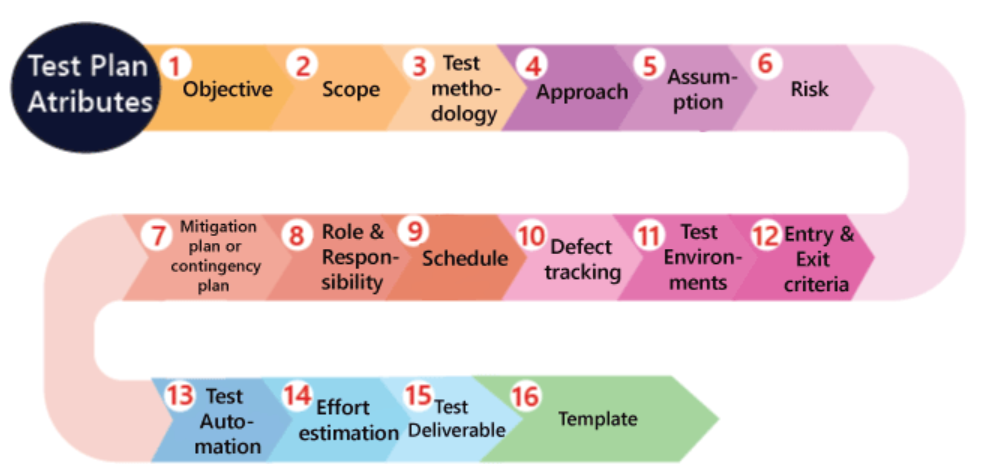 Test Plan
Atributes
1
Objective
2
Scope
3
Test
metho-
dology
4
Approach
5
Assum-
ption
6
Risk
7
Mitigation
plan or
contingency
plan
8
Role &
Respon-
sibility
9
Schedule
10
Defect
tracking
11
Test
Environ-
ments
12
Entry &
Exit
criteria
13
Test
Auto-
mation
14
Effort
estimation
15
Test
Deliverable
16
Template